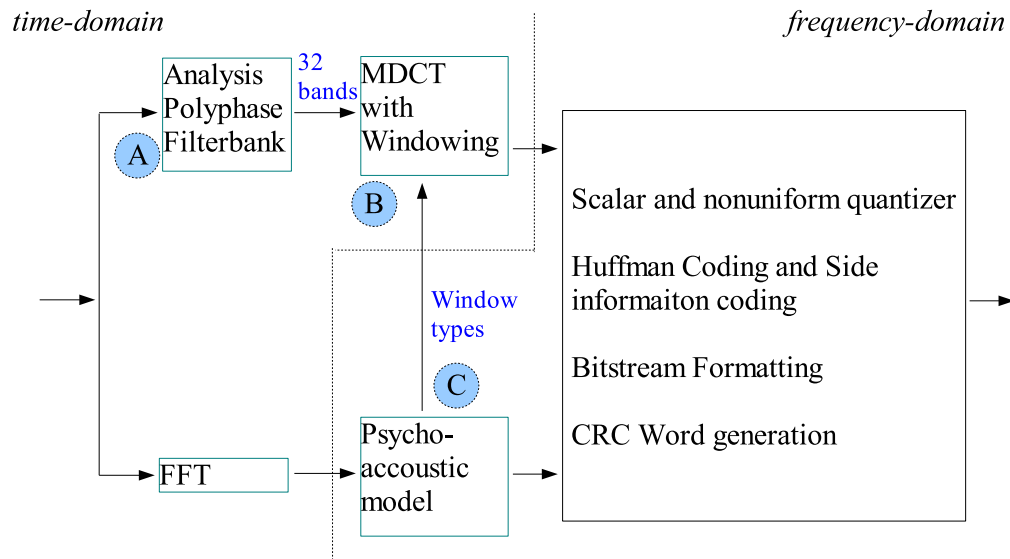 time-domain
frequency-domain
Analysis
Polyphase
Filterbank
32
bands
MDCT
with
Windowing
A
B
Scalar and nonuniform quantizer
Huffman Coding and Side
informaiton coding
Bitstream Formatting
CRC Word generation
Window
types
C
FFT
Psycho-
accoustic
model